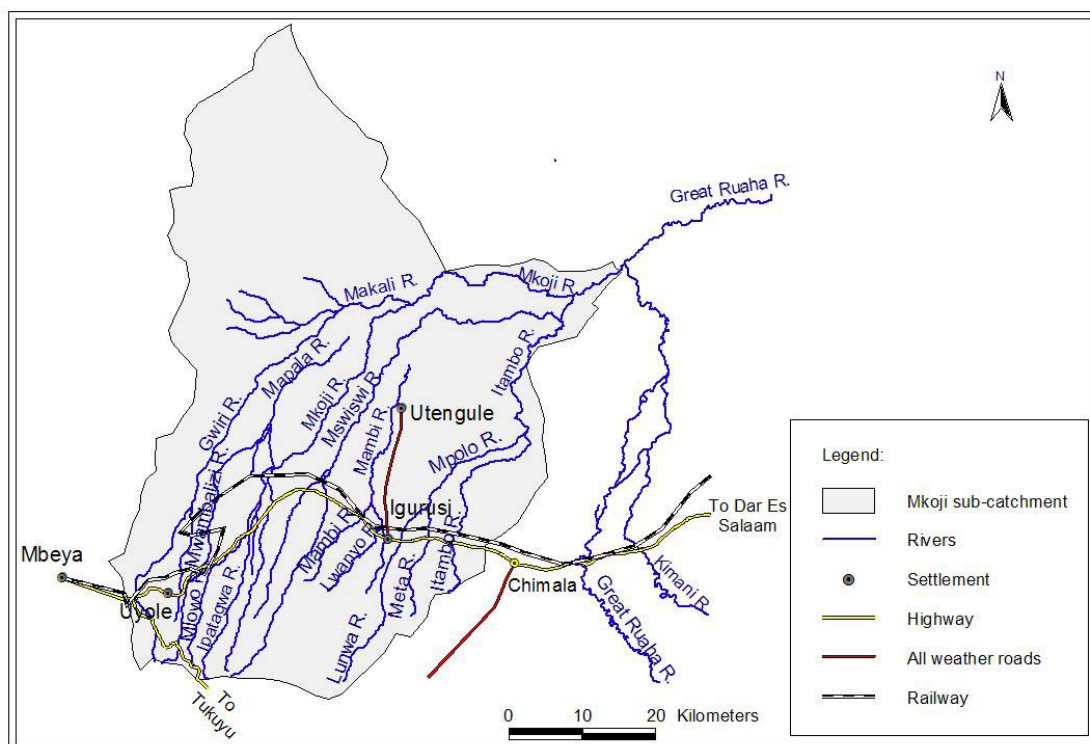 N
Great Ruaha R.
Makali R.
Mkoji R.
Itambo R.
Mapala R.
Gwiri R.
Mkoji R.
Mswiswi R.
Mambi R.
Utengule
Mpolo R.
Mwambalizi R.
Igurusi
To Dar Es
Salaam
Mbeya
Mambi R.
Lwanyo R.
Meta R.
Itambo R.
Chimala
Kimani R.
Great Ruaha R.
Uyole
Mlowo R.
Ipatagwa R.
Lunwa R.
To
Tukuyu
0 10 20 Kilometers
Legend:
Mkoji sub-catchment
Rivers
Settlement
Highway
All weather roads
Railway